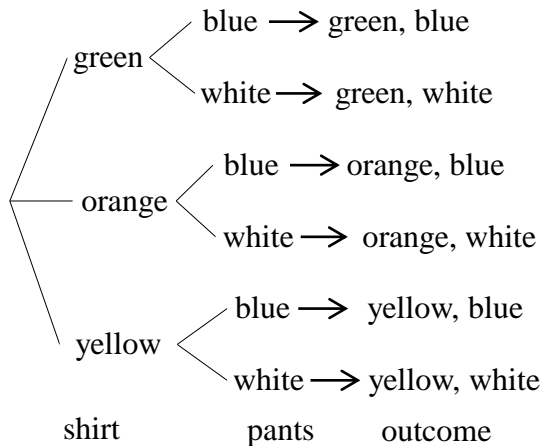 blue → green, blue
green
white → green, white
blue → orange, blue
orange
white → orange, white
blue → yellow, blue
yellow
white → yellow, white
shirt pants outcome